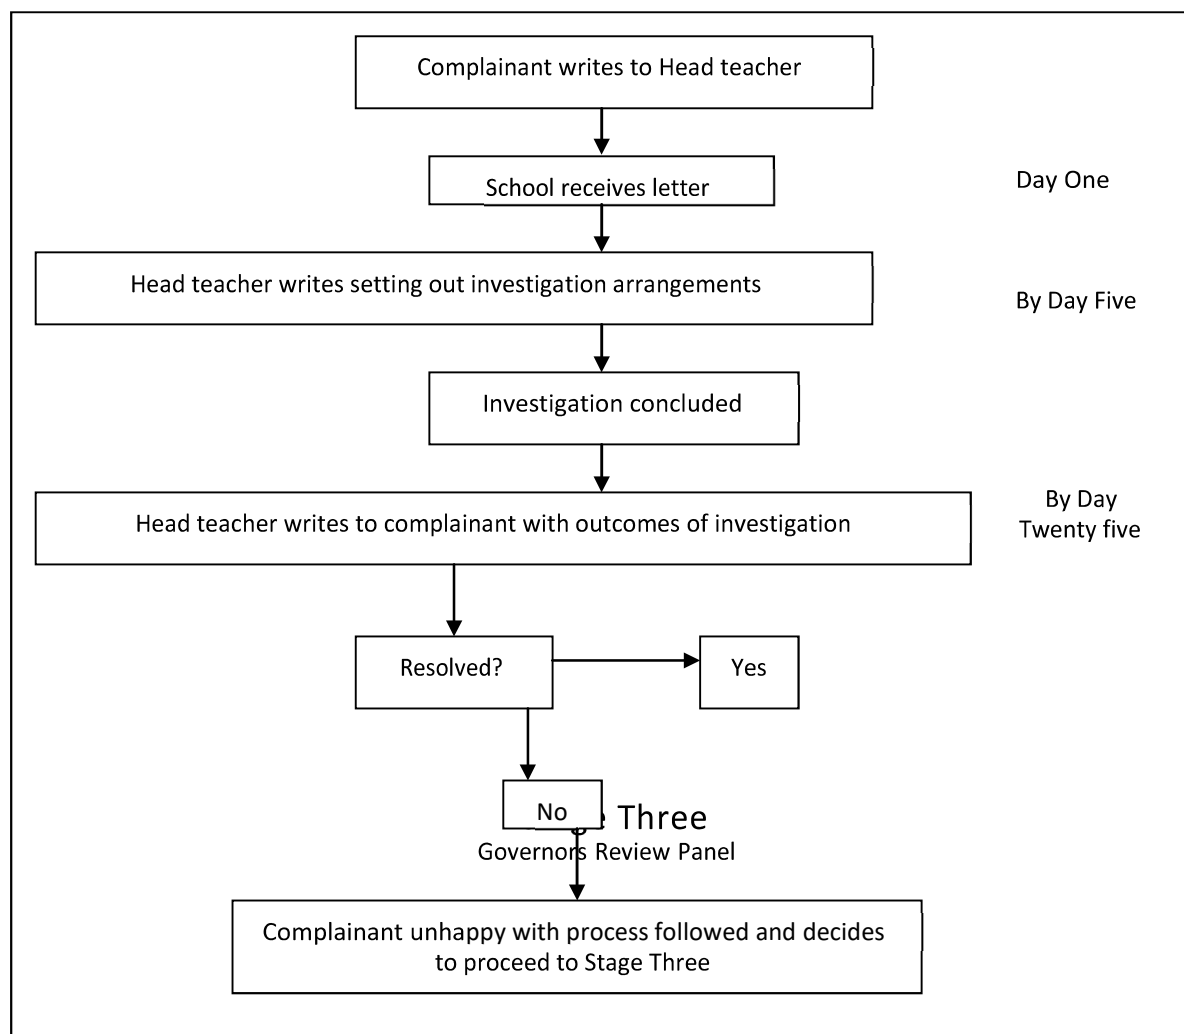 Complainant writes to Head teacher
School receives letter
Day One
Head teacher writes setting out investigation arrangements
By Day Five
Investigation concluded
Head teacher writes to complainant with outcomes of investigation
By Day
Twenty five
Resolved?
Yes
No
Three
Governors Review Panel
Complainant unhappy with process followed and decides
to proceed to Stage Three